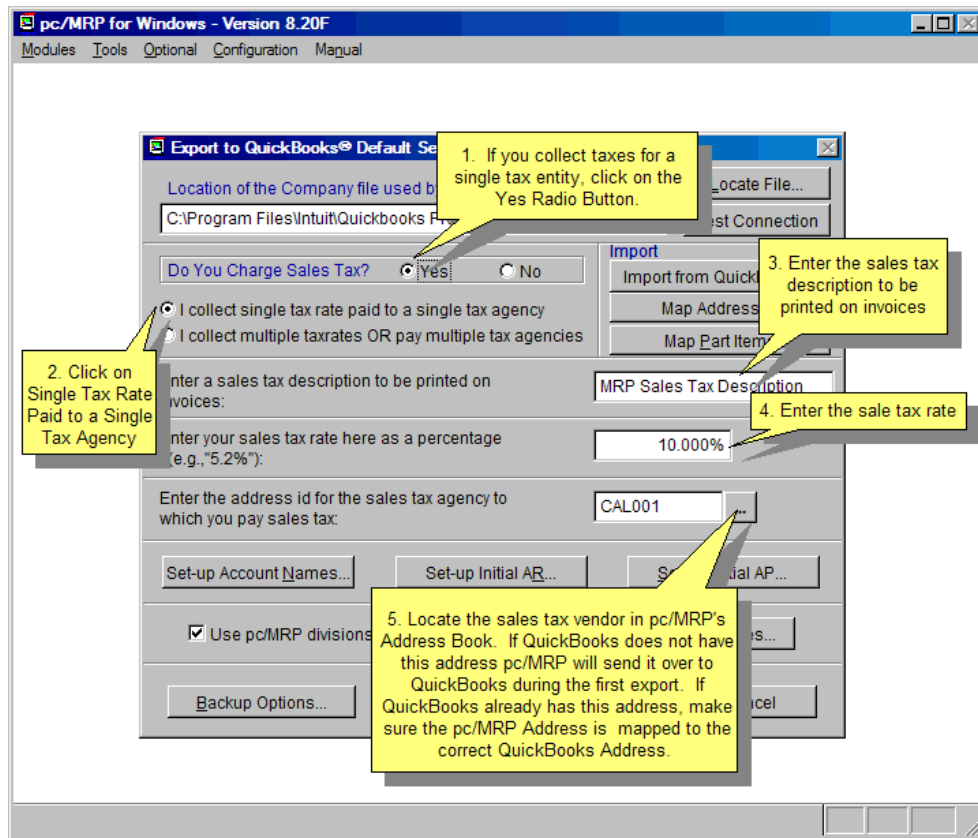 pc/MRP for Windows - Version 8.20F
Modules Tools Optional Configuration Manual
Export to QuickBooks® Default Se
Location of the Company file used by
Locate File...
C:\Program Files\Intuit\Quickbooks Pr
est Connection
1. If you collect taxes for a
single tax entity, click on the
Yes Radio Button.
Do You Charge Sales Tax? Yes No
Import
Import from Quick
Map Address
Map Part Item
I collect single tax rate paid to a single tax agency
I collect multiple taxrates OR pay multiple tax agencies
2. Click on
Single Tax Rate
Paid to a Single
Tax Agency
3. Enter the sales tax
description to be
printed on invoices
nter a sales tax description to be printed on
nvoices:
MRP Sales Tax Description
4. Enter the sale tax rate
nter your sales tax rate here as a percentage
(e.g.,"5.2%"):
10.000%
Enter the address id for the sales tax agency to
which you pay sales tax:
CAL001
...
Set-up Account Names...
Set-up Initial AR...
S tial AP...
Use pc/MRP divisions
s...
Backup Options...
cel
5. Locate the sales tax vendor in pc/MRP's
Address Book. If QuickBooks does not have
this address pc/MRP will send it over to
QuickBooks during the first export. If
QuickBooks already has this address, make
sure the pc/MRP Address is mapped to the
correct QuickBooks Address.